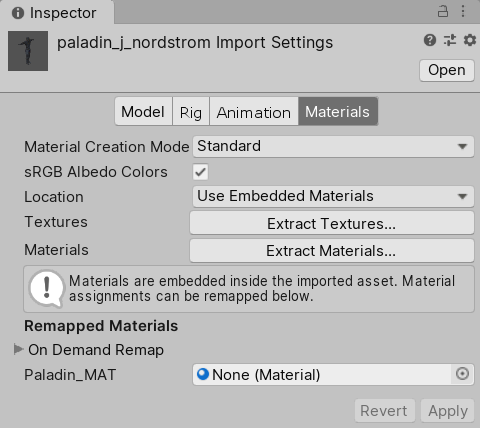 Inspector
paladin_j_nordstrom Import Settings
Open
Model Rig Animation Materials
Material Creation Mode Standard
sRGB Albedo Colors
Location Use Embedded Materials
Textures Extract Textures...
Materials Extract Materials...
Materials are embedded inside the imported asset. Material
assignments can be remapped below.
Remapped Materials
On Demand Remap
Paladin_MAT None (Material)
Revert Apply